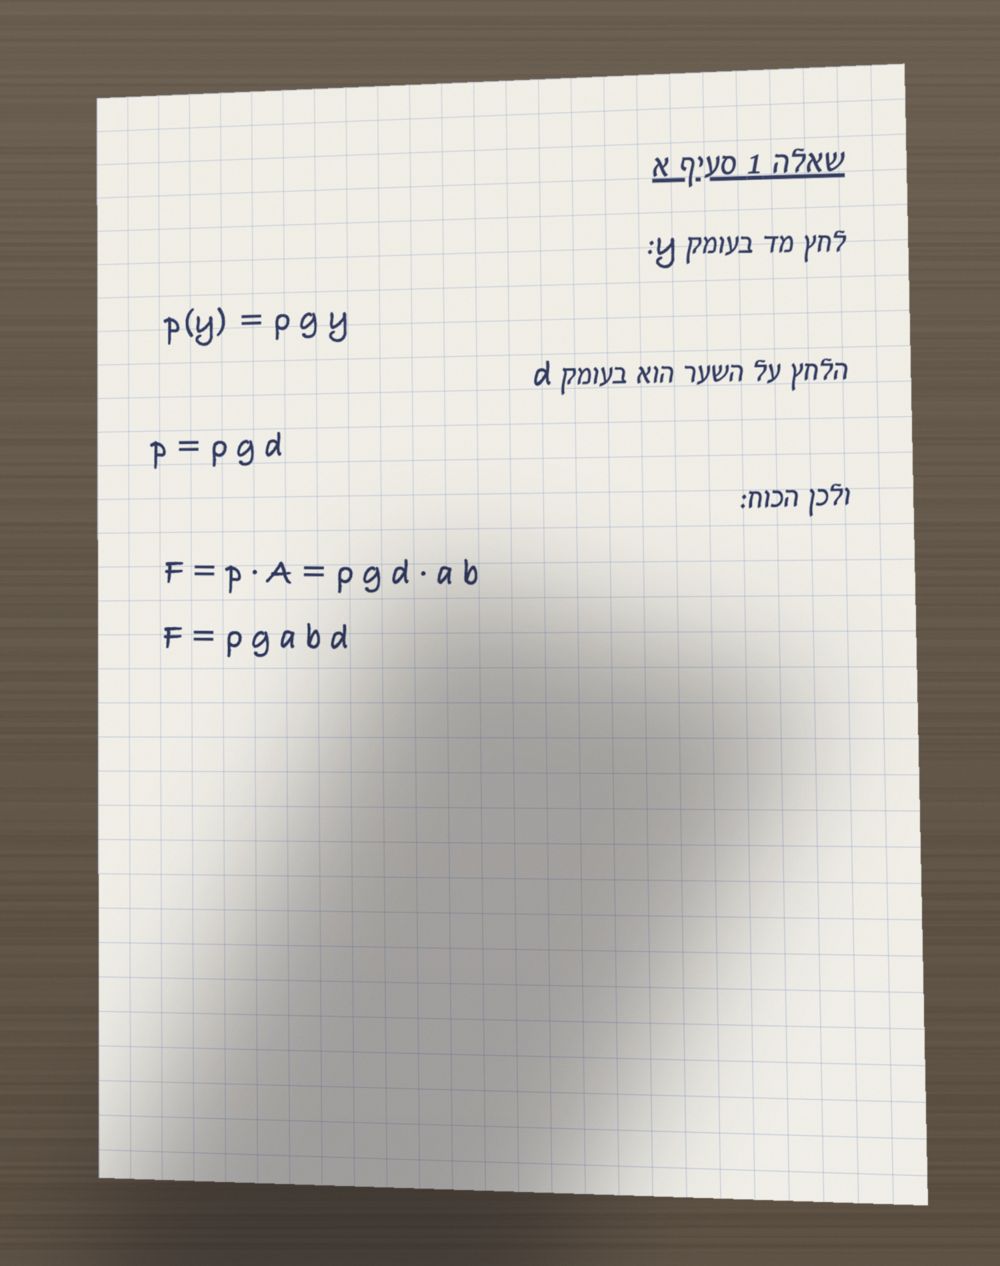 שאלה 1 סעיף א
לחץ מד בעומק y:
p(y) = ρ g y
הלחץ על השער הוא בעומק d
p = ρ g d
ולכן הכוח:
F = p · A = ρ g d · a b
F = ρ g a b d